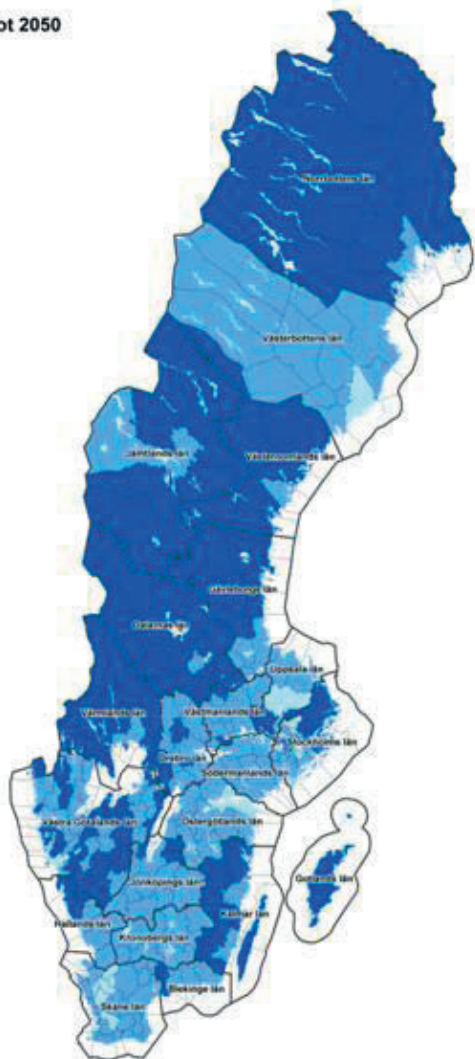 ot 2050
Norrbottens län
Västerbottens län
Jämtlands län
Västernorrlands län
Gävleborgs län
Dalarnas län
Uppsala län
Värmlands län
Västmanlands län
Stockholms län
Örebro län
Södermanlands län
Västra Götalands län
Östergötlands län
Jönköpings län
Gotlands län
Hallands län
Kalmar län
Kronobergs län
Blekinge län
Skåne län